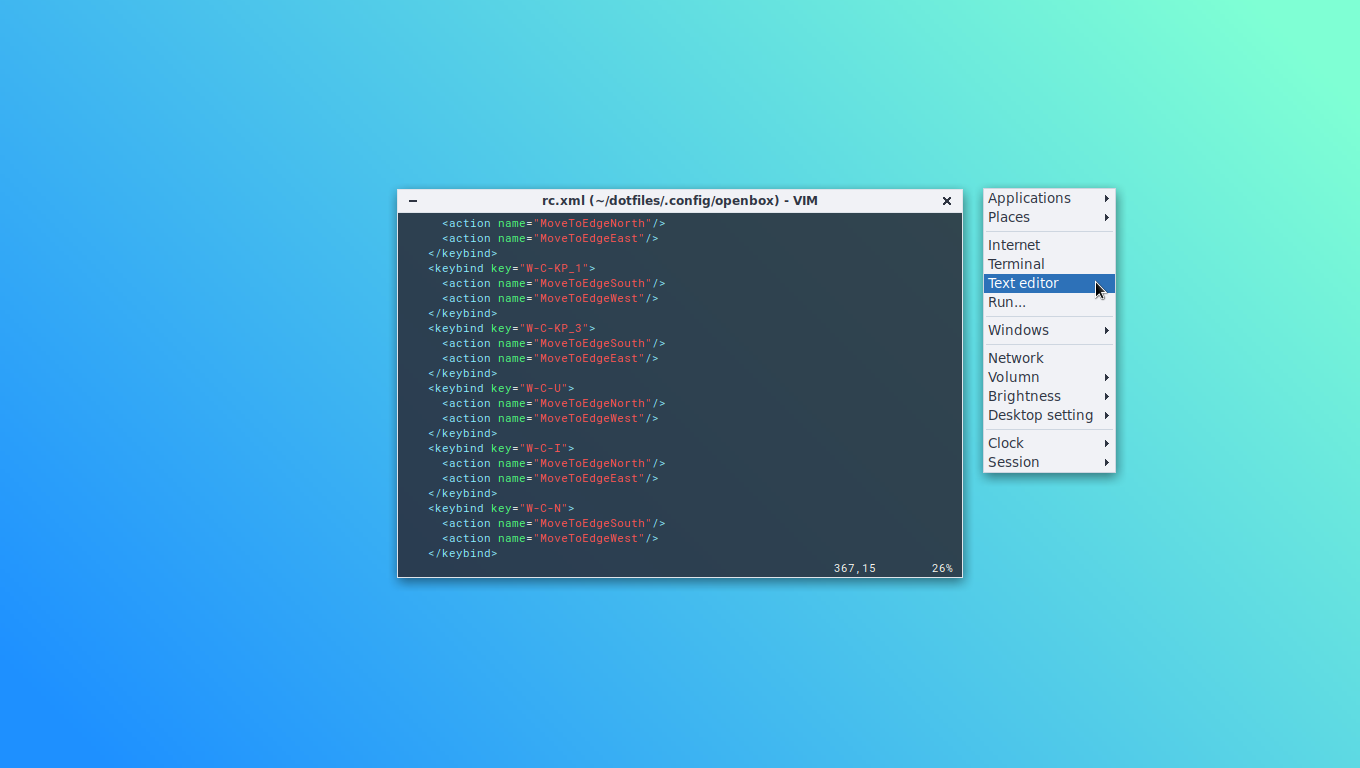 rc.xml (~/dotfiles/.config/openbox) - VIM
<action name="MoveToEdgeNorth"/>
<action name="MoveToEdgeEast"/>
</keybind>
<keybind key="W-C-KP_1">
<action name="MoveToEdgeSouth"/>
<action name="MoveToEdgeWest"/>
</keybind>
<keybind key="W-C-KP_3">
<action name="MoveToEdgeSouth"/>
<action name="MoveToEdgeEast"/>
</keybind>
<keybind key="W-C-U">
<action name="MoveToEdgeNorth"/>
<action name="MoveToEdgeWest"/>
</keybind>
<keybind key="W-C-I">
<action name="MoveToEdgeNorth"/>
<action name="MoveToEdgeEast"/>
</keybind>
<keybind key="W-C-N">
<action name="MoveToEdgeSouth"/>
<action name="MoveToEdgeWest"/>
</keybind>
367,15 26%
Applications
Places
Internet
Terminal
Text editor
Run...
Windows
Network
Volumn
Brightness
Desktop setting
Clock
Session